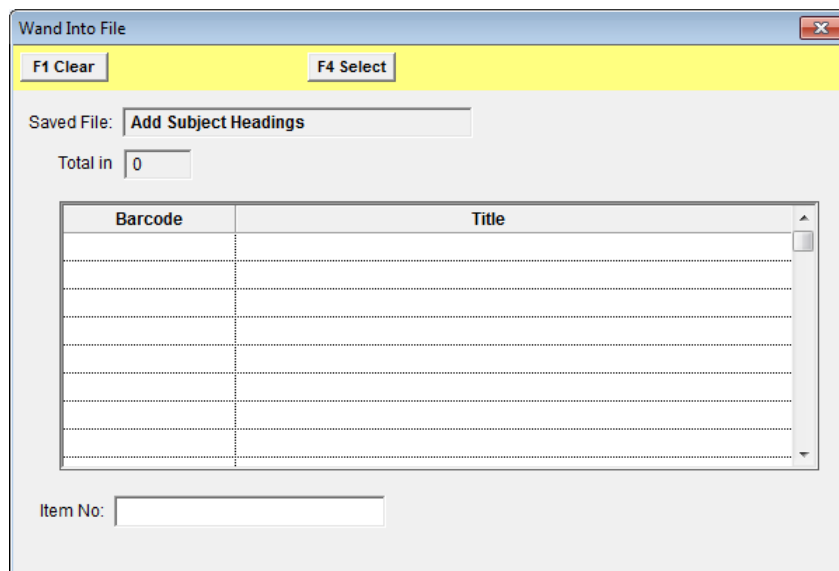 Wand Into File
F1 Clear F4 Select
Saved File: Add Subject Headings
Total in 0
Barcode Title
Item No: